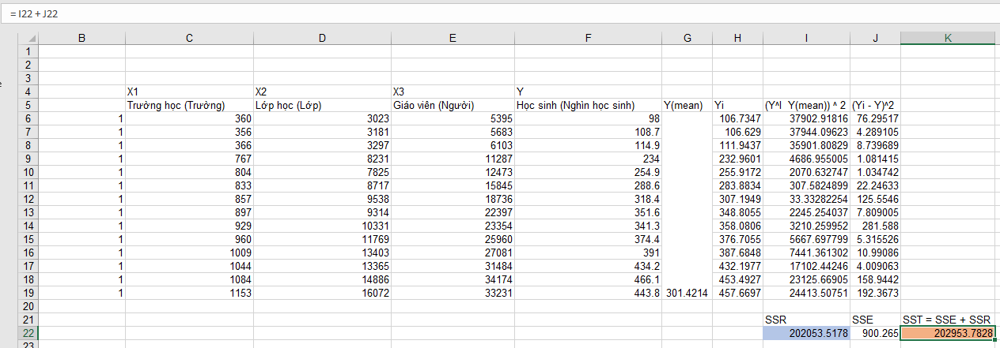 = I22 + J22
B C D E F G H I J K
1
2
3
4 X1 X2 X3 Y
5 Trường học (Trường) Lớp học (Lớp) Giáo viên (Người) Học sinh (Nghìn học sinh) Y(mean) Yi (Y^I Y(mean)) ^ 2 (Yi - Y)^2
6 1 360 3023 5395 98 106.7347 37902.91816 76.29517
7 1 356 3181 5683 108.7 106.629 37944.09623 4.289105
8 1 366 3297 6103 114.9 111.9437 35901.80829 8.739689
9 1 767 8231 11287 234 232.9601 4686.955005 1.081415
10 1 804 7825 12473 254.9 255.9172 2070.632747 1.034742
11 1 833 8717 15845 288.6 283.8834 307.5824899 22.24633
12 1 857 9538 18736 318.4 307.1949 33.33282254 125.5546
13 1 897 9314 22397 351.6 348.8055 2245.254037 7.809005
14 1 929 10331 23354 341.3 358.0806 3210.259952 281.588
15 1 960 11769 25960 374.4 376.7055 5667.697799 5.315526
16 1 1009 13403 27081 391 387.6848 7441.361302 10.99086
17 1 1044 13365 31484 434.2 432.1977 17102.44246 4.009063
18 1 1084 14886 34174 466.1 453.4927 23125.66905 158.9442
19 1 1153 16072 33231 443.8 301.4214 457.6697 24413.50751 192.3673
20
21 SSR SSE SST = SSE + SSR
22 202053.5178 900.265 202953.7828